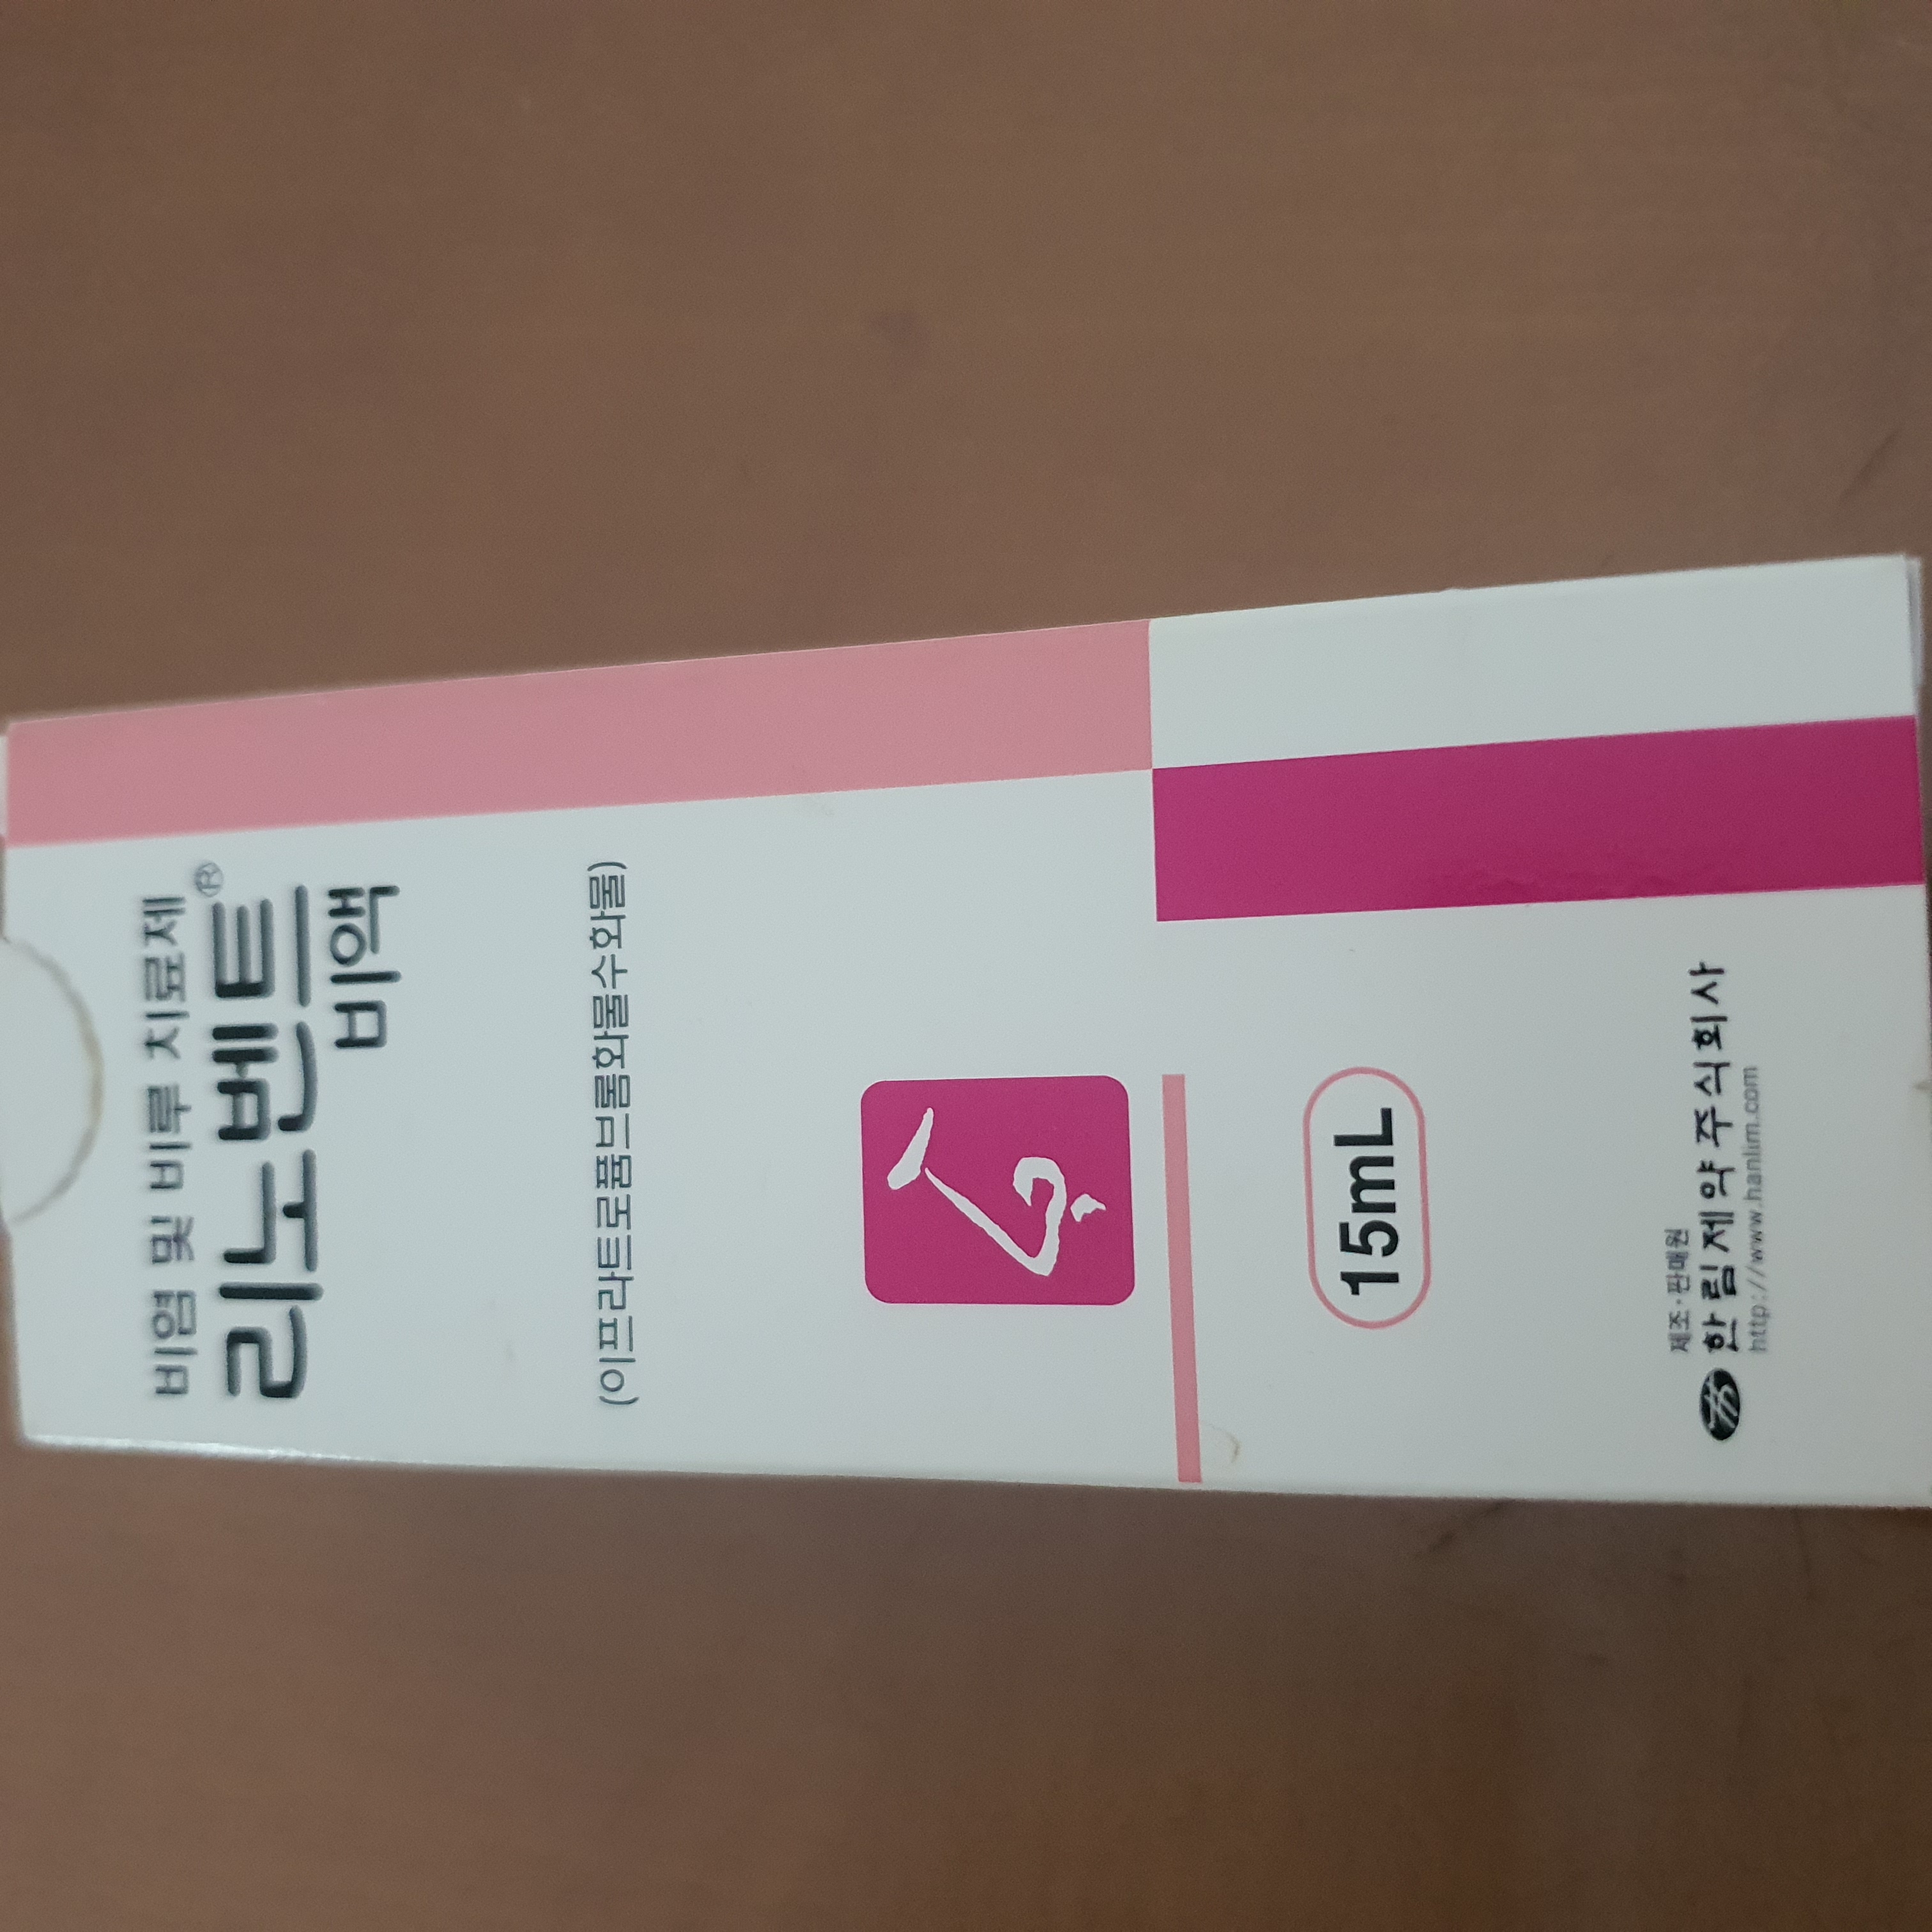 비염 및 비루 치료제
리노벤트®
비액
(이프라트로퓸브롬화물수화물)
15mL
제조·판매원
한림제약주식회사
http://www.hanlim.com